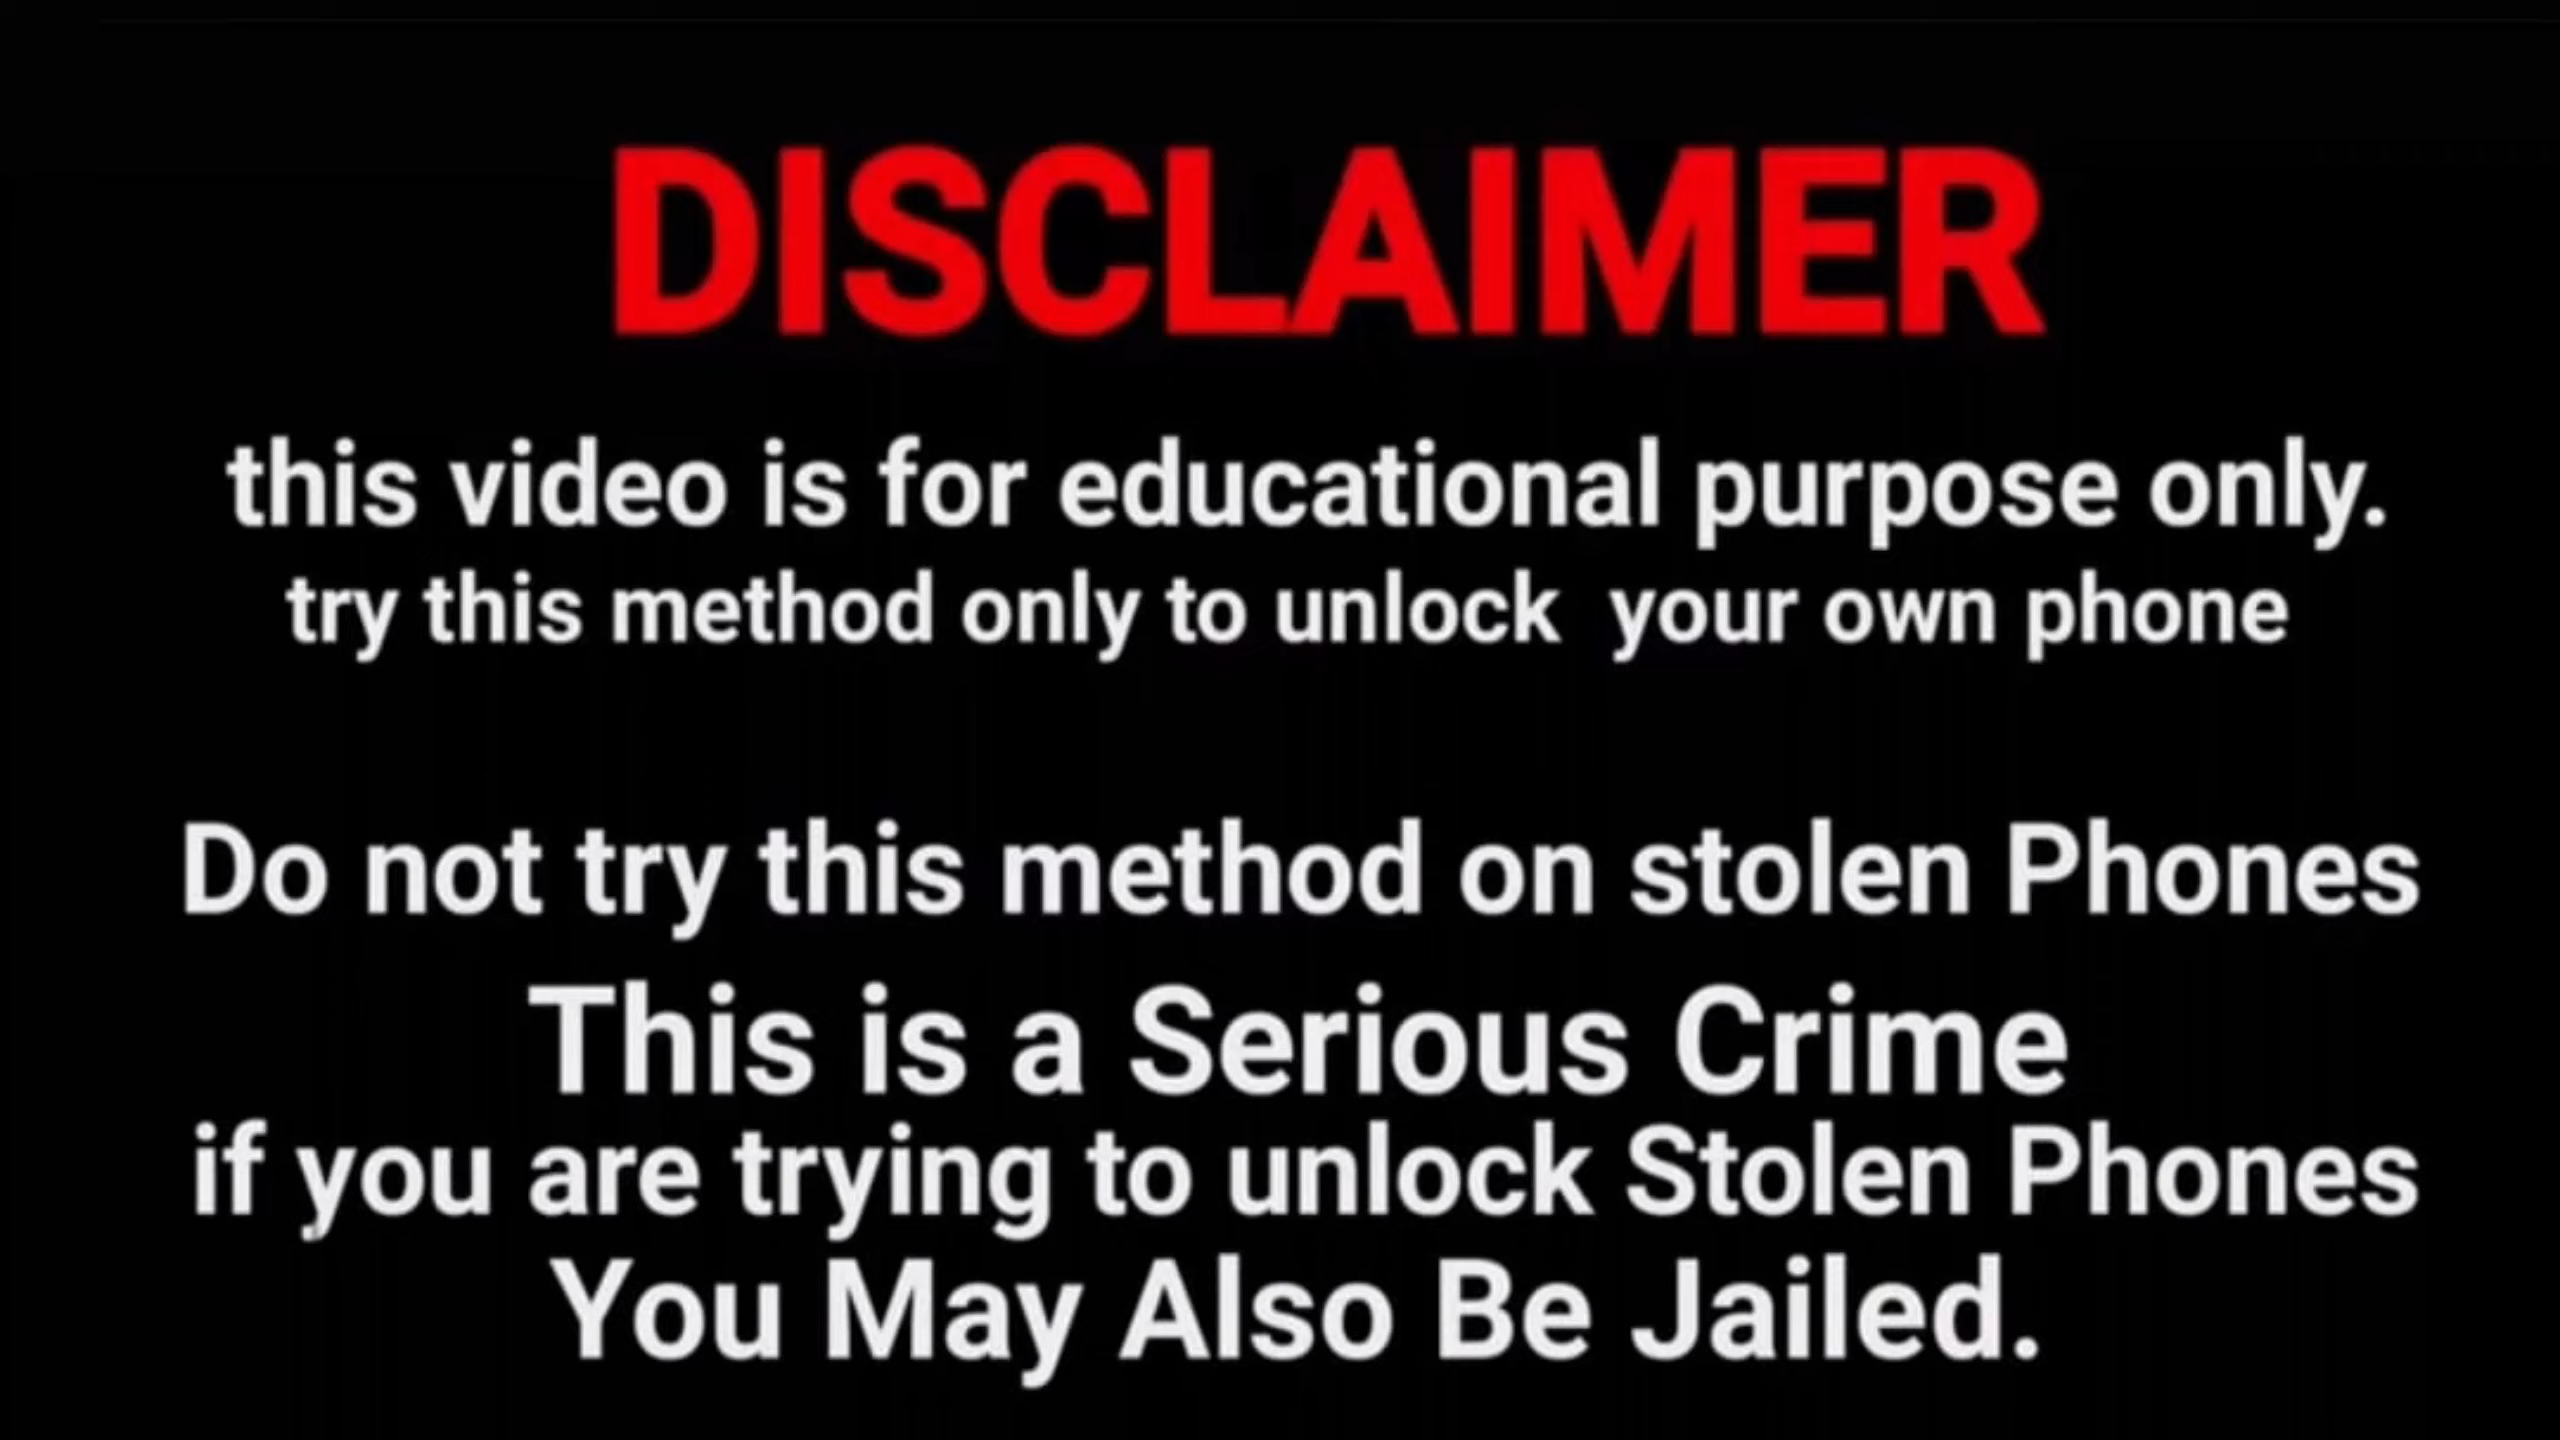 DISCLAIMER
this video is for educational purpose only.
try this method only to unlock  your own phone
Do not try this method on stolen Phones
This is a Serious Crime
if you are trying to unlock Stolen Phones
You May Also Be Jailed.